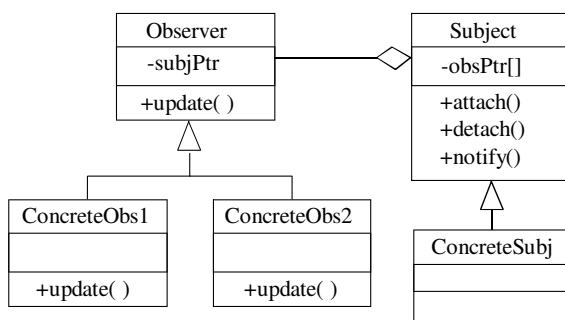 Observer
-subjPtr
+update( )
Subject
-obsPtr[]
+attach()
+detach()
+notify()
ConcreteObs1
+update( )
ConcreteObs2
+update( )
ConcreteSubj